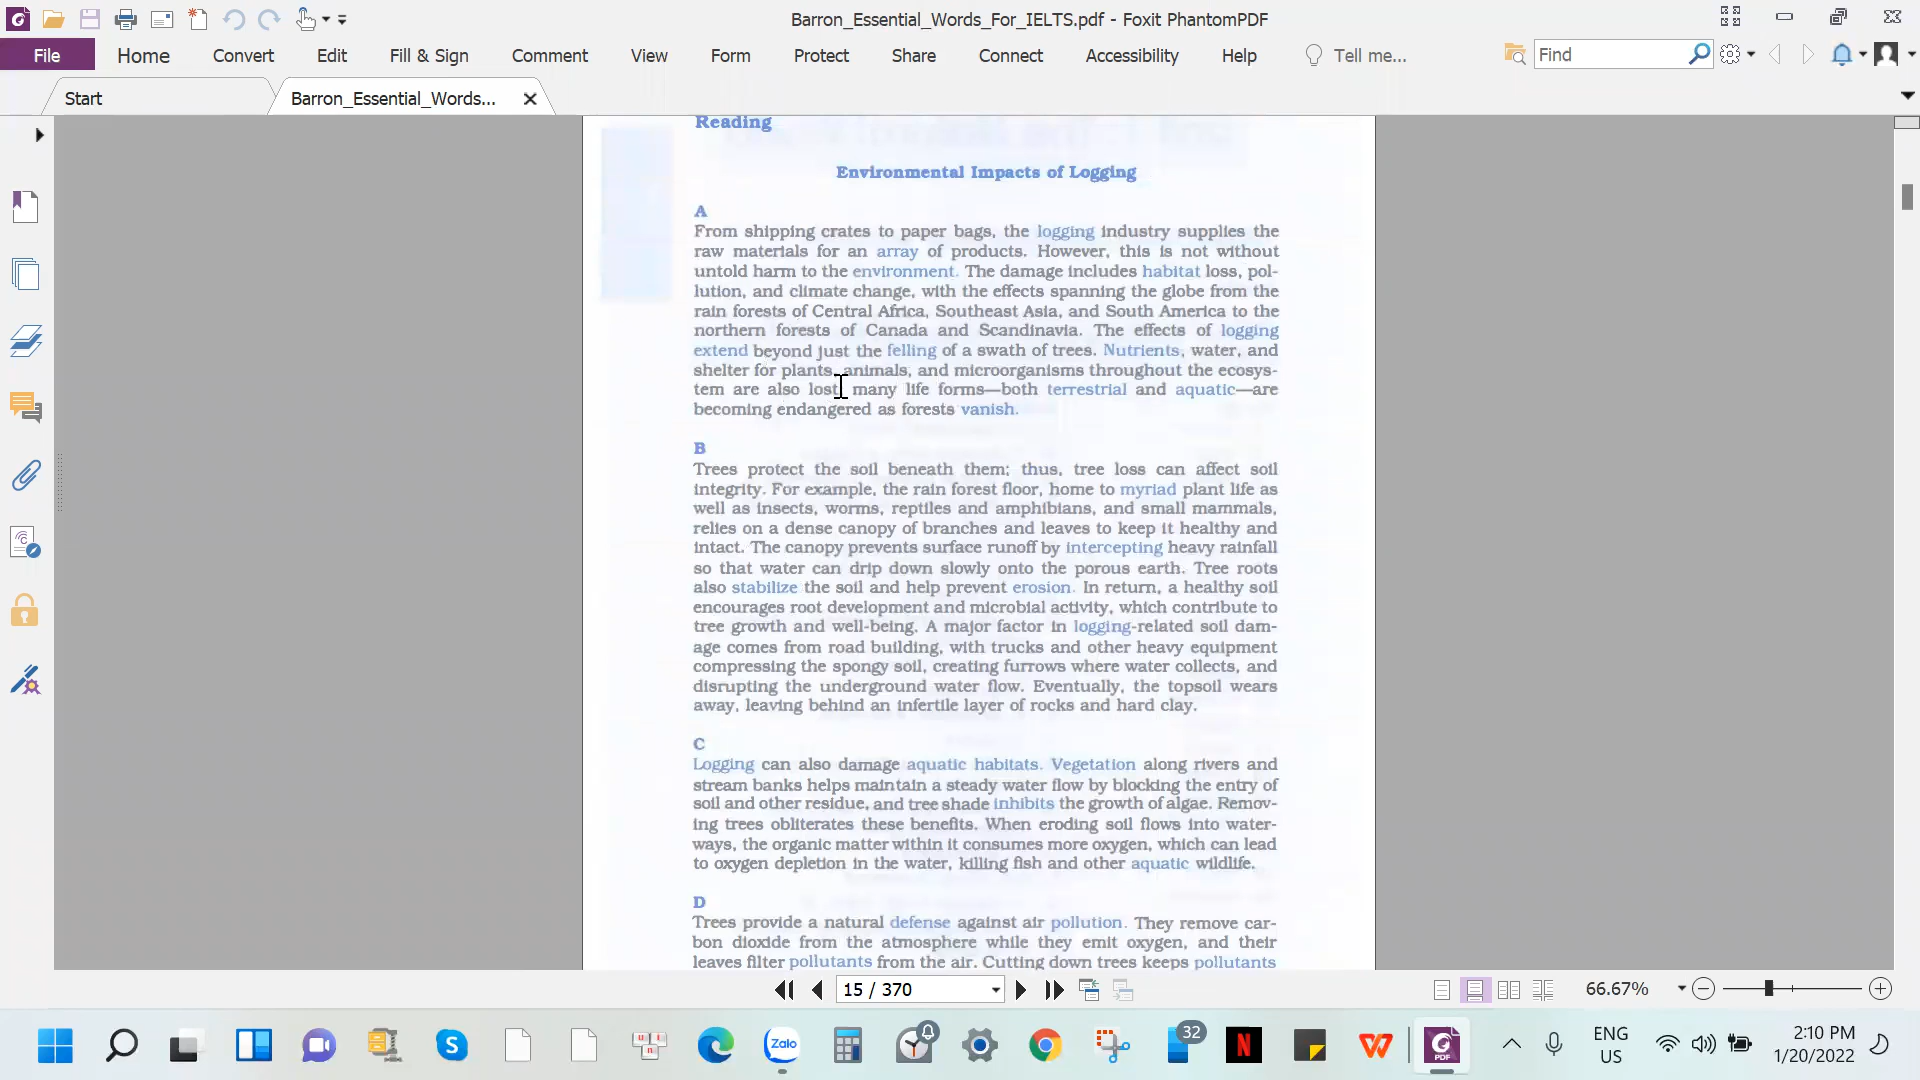 Barron_Essential_Words_For_IELTS.pdf - Foxit PhantomPDF
File Home Convert Edit Fill & Sign Comment View Form Protect Share Connect Accessibility Help Tell me... Find
Start Barron_Essential_Words...
Reading
Environmental Impacts of Logging
A
From shipping crates to paper bags, the logging industry supplies the
raw materials for an array of products. However, this is not without
untold harm to the environment. The damage includes habitat loss, pol-
lution, and climate change, with the effects spanning the globe from the
rain forests of Central Africa, Southeast Asia, and South America to the
northern forests of Canada and Scandinavia. The effects of logging
extend beyond just the felling of a swath of trees. Nutrients, water, and
shelter for plants, animals, and microorganisms throughout the ecosys-
tem are also lost; many life forms—both terrestrial and aquatic—are
becoming endangered as forests vanish.
B
Trees protect the soil beneath them; thus, tree loss can affect soil
integrity. For example, the rain forest floor, home to myriad plant life as
well as insects, worms, reptiles and amphibians, and small mammals,
relies on a dense canopy of branches and leaves to keep it healthy and
intact. The canopy prevents surface runoff by intercepting heavy rainfall
so that water can drip down slowly onto the porous earth. Tree roots
also stabilize the soil and help prevent erosion. In return, a healthy soil
encourages root development and microbial activity, which contribute to
tree growth and well-being. A major factor in logging-related soil dam-
age comes from road building, with trucks and other heavy equipment
compressing the spongy soil, creating furrows where water collects, and
disrupting the underground water flow. Eventually, the topsoil wears
away, leaving behind an infertile layer of rocks and hard clay.
C
Logging can also damage aquatic habitats. Vegetation along rivers and
stream banks helps maintain a steady water flow by blocking the entry of
soil and other residue, and tree shade inhibits the growth of algae. Remov-
ing trees obliterates these benefits. When eroding soil flows into water-
ways, the organic matter within it consumes more oxygen, which can lead
to oxygen depletion in the water, killing fish and other aquatic wildlife.
D
Trees provide a natural defense against air pollution. They remove car-
bon dioxide from the atmosphere while they emit oxygen, and their
leaves filter pollutants from the air. Cutting down trees keeps pollutants
15 / 370 66.67%
Zalo 32 N W PDF ENG 2:10 PM
US 1/20/2022